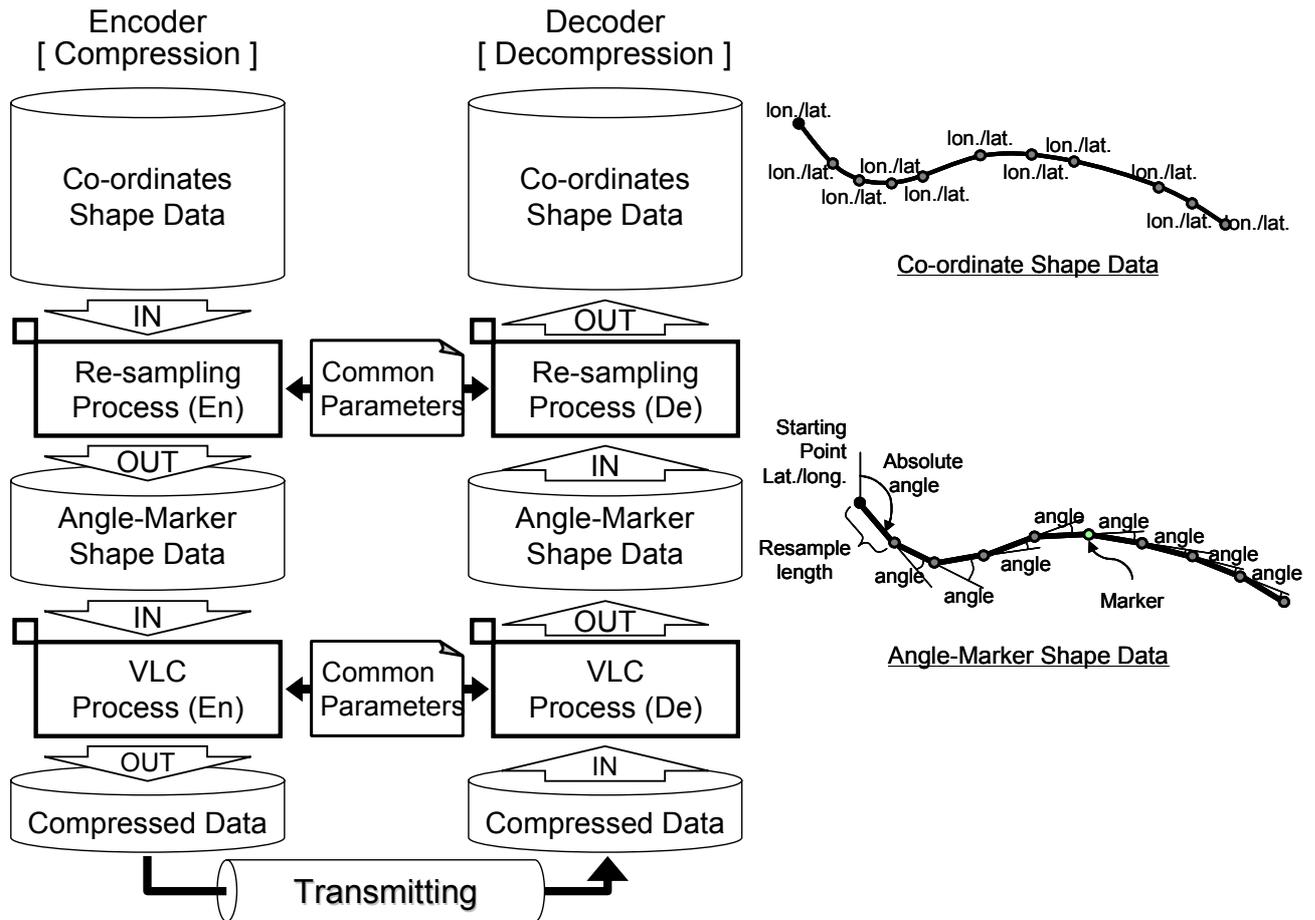 Encoder
[ Compression ]
Decoder
[ Decompression ]
Co-ordinates
Shape Data
Co-ordinates
Shape Data
IN
OUT
Re-sampling
Process (En)
Common
Parameters
Re-sampling
Process (De)
OUT
IN
Angle-Marker
Shape Data
Angle-Marker
Shape Data
IN
OUT
VLC
Process (En)
Common
Parameters
VLC
Process (De)
OUT
IN
Compressed Data
Compressed Data
Transmitting
lon./lat.
lon./lat.
lon./lat.
lon./lat.
lon./lat.
lon./lat.
lon./lat.
lon./lat.
lon./lat.
lon./lat.
Co-ordinate Shape Data
Starting
Point
Lat./long.
Absolute
angle
Resample
length
angle
angle
angle
angle
angle
angle
angle
angle
Marker
Angle-Marker Shape Data